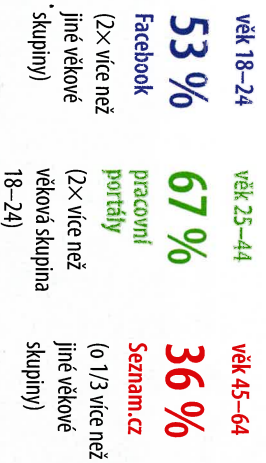 věk 18–24
53 %
Facebook
(2× více než
jiné věkové
skupiny)
věk 25–44
67 %
pracovní
portály
(2× více než
věková skupina
18–24)
věk 45–64
36 %
Seznam.cz
(o 1/3 více než
jiné věkové
skupiny)